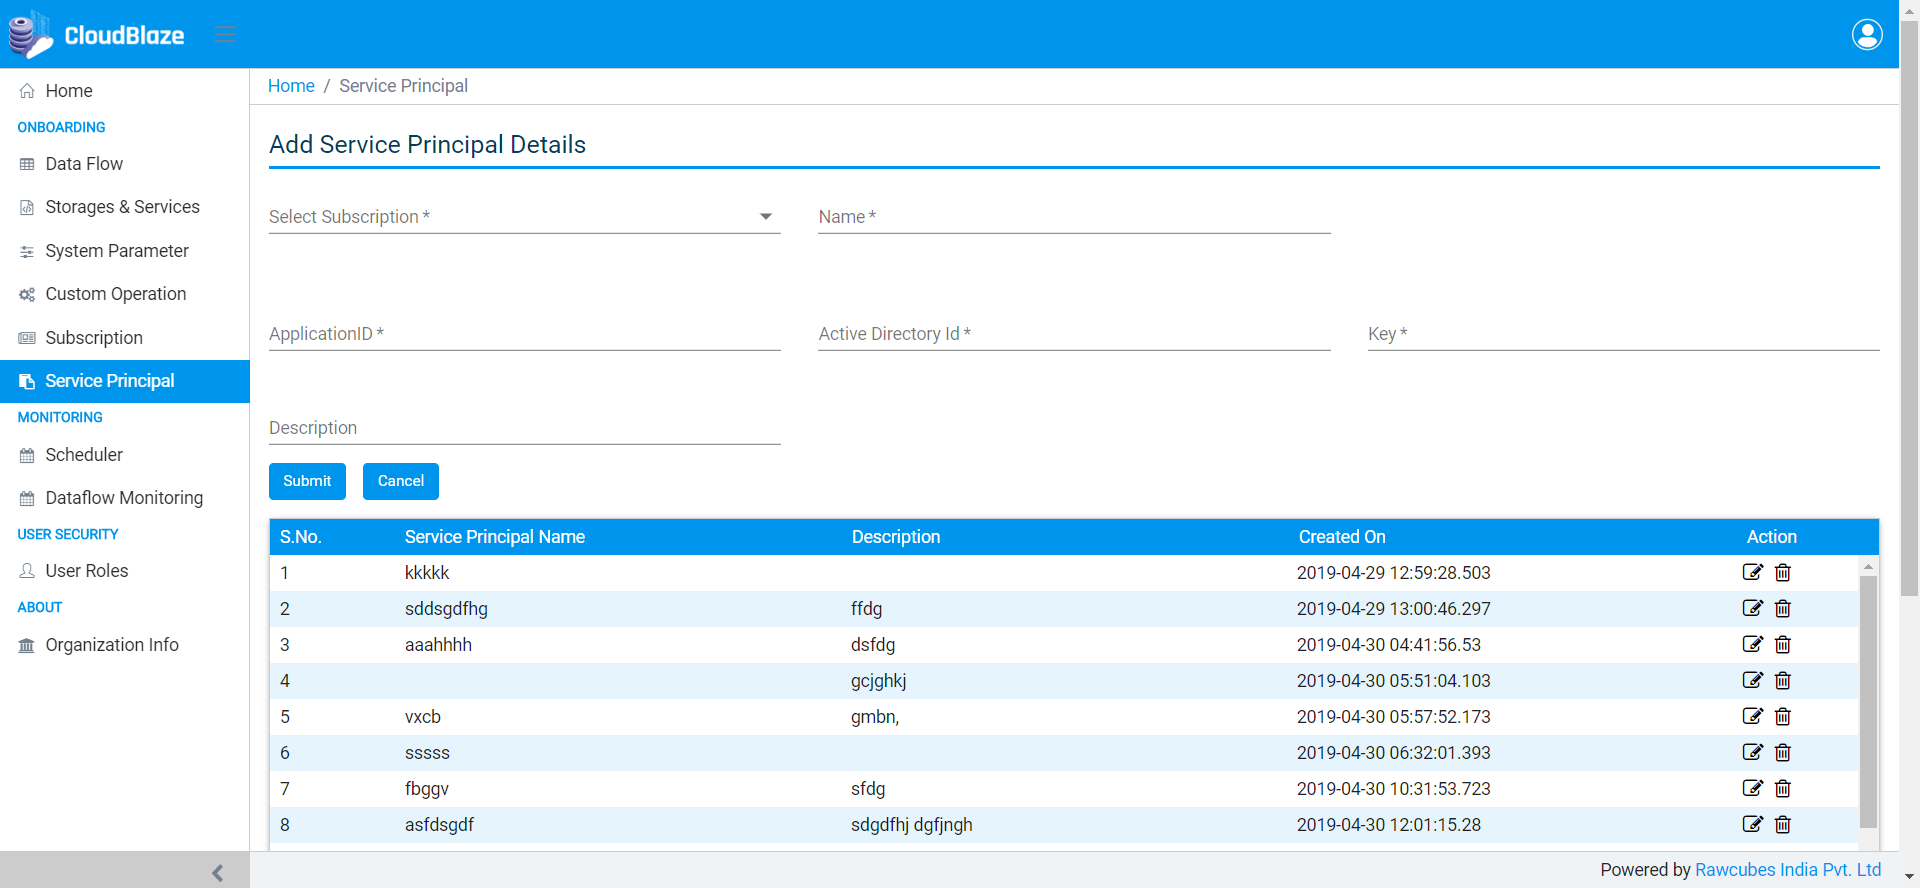 CloudBlaze
Home
ONBOARDING
Data Flow
Storages & Services
System Parameter
Custom Operation
Subscription
Service Principal
MONITORING
Scheduler
Dataflow Monitoring
USER SECURITY
User Roles
ABOUT
Organization Info
Home / Service Principal
Add Service Principal Details
Select Subscription * Name *
ApplicationID * Active Directory Id * Key *
Description
Submit Cancel
S.No. Service Principal Name Description Created On Action
1 kkkkk 2019-04-29 12:59:28.503
2 sddsgdfhg ffdg 2019-04-29 13:00:46.297
3 aaahhhh dsfdg 2019-04-30 04:41:56.53
4 gcjghkj 2019-04-30 05:51:04.103
5 vxcb gmbn, 2019-04-30 05:57:52.173
6 sssss 2019-04-30 06:32:01.393
7 fbggv sfdg 2019-04-30 10:31:53.723
8 asfdsgdf sdgdfhj dgfjngh 2019-04-30 12:01:15.28
Powered by Rawcubes India Pvt. Ltd